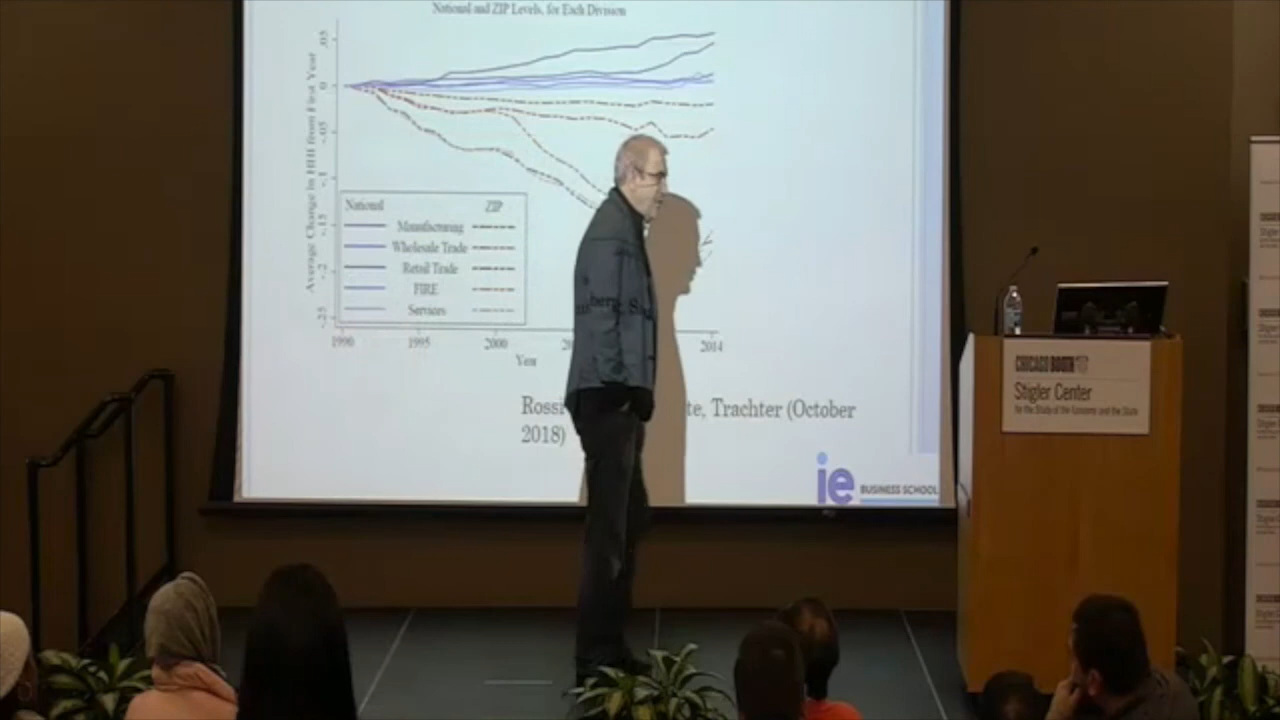 National and ZIP Levels, for Each Division
Average Change in HHI from First Year
.05
0
-.05
-.1
-.15
-.2
-.25
National ZIP
Manufacturing
Wholesale Trade
Retail Trade
FIRE
Services
1990 1995 2000 2014
Year
Rossi te, Trachter (October
2018)
ie BUSINESS SCHOOL
CHICAGO BOOTH
Stigler Center
for the Study of the Economy and the State